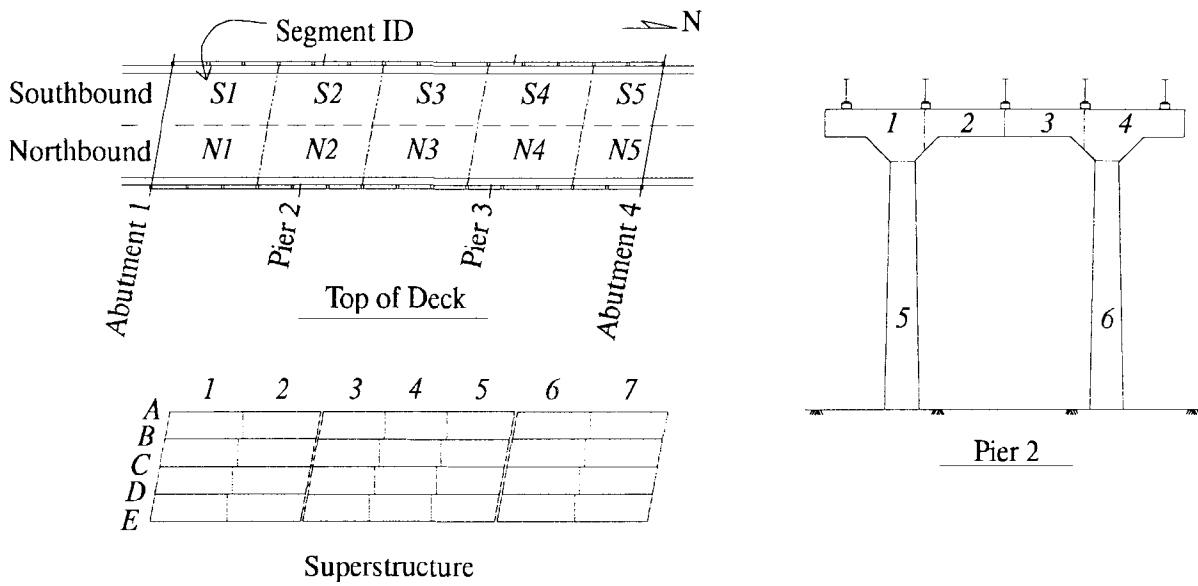 Segment ID
N
Southbound
S1 S2 S3 S4 S5
Northbound
N1 N2 N3 N4 N5
Abutment 1
Pier 2
Pier 3
Abutment 4
Top of Deck
1 2 3 4 5 6 7
A
B
C
D
E
Superstructure
1 2 3 4
5 6
Pier 2